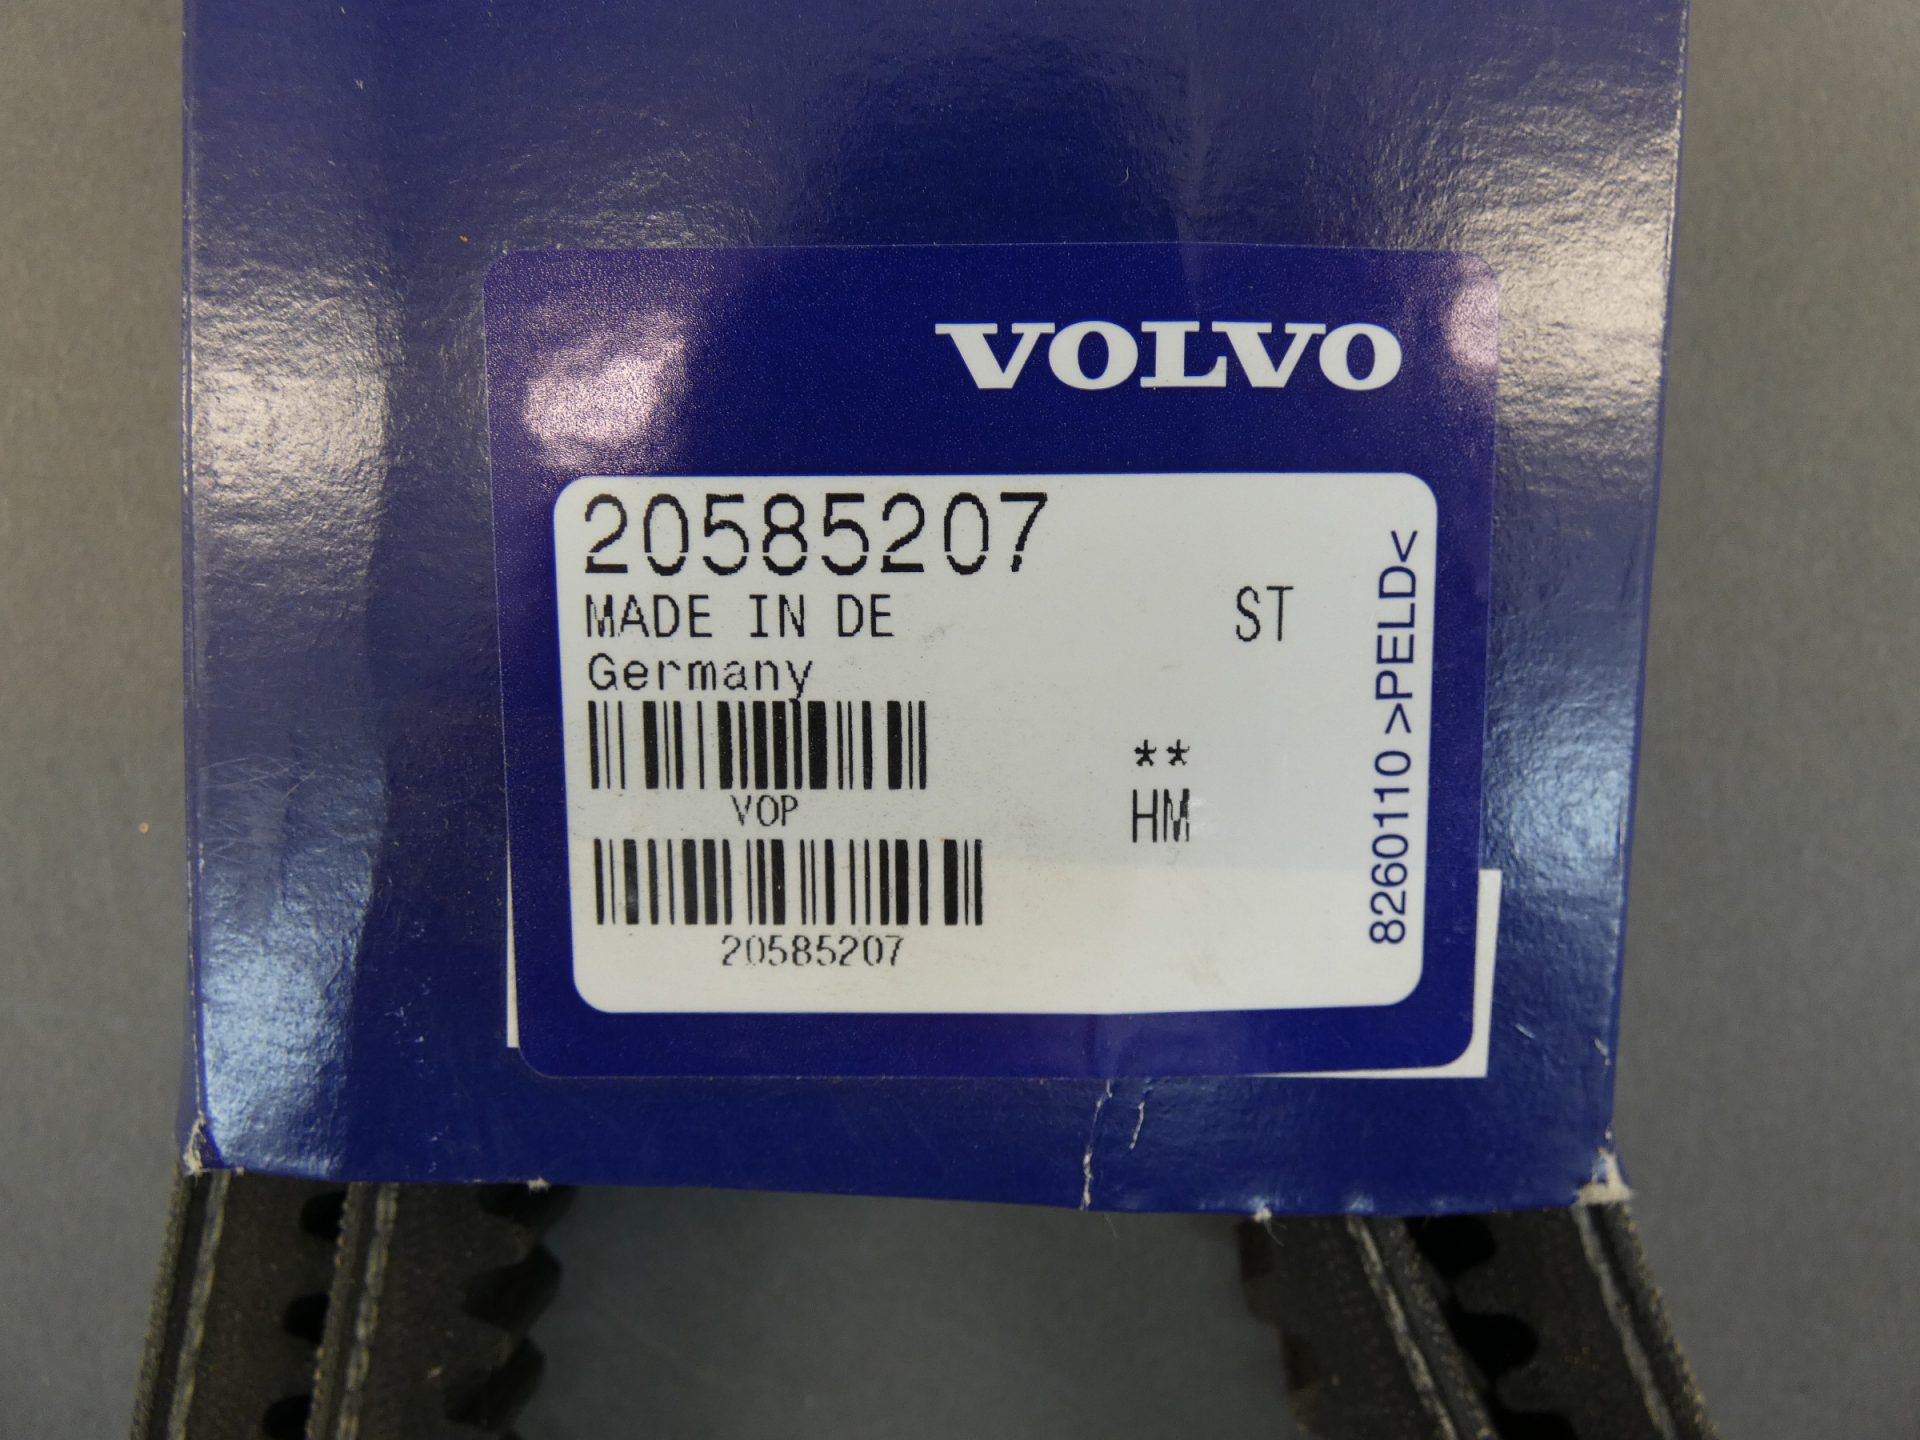 VOLVO
20585207
MADE IN DE
ST
Germany
VOP
**
HM
20585207
8260110 >PELD<